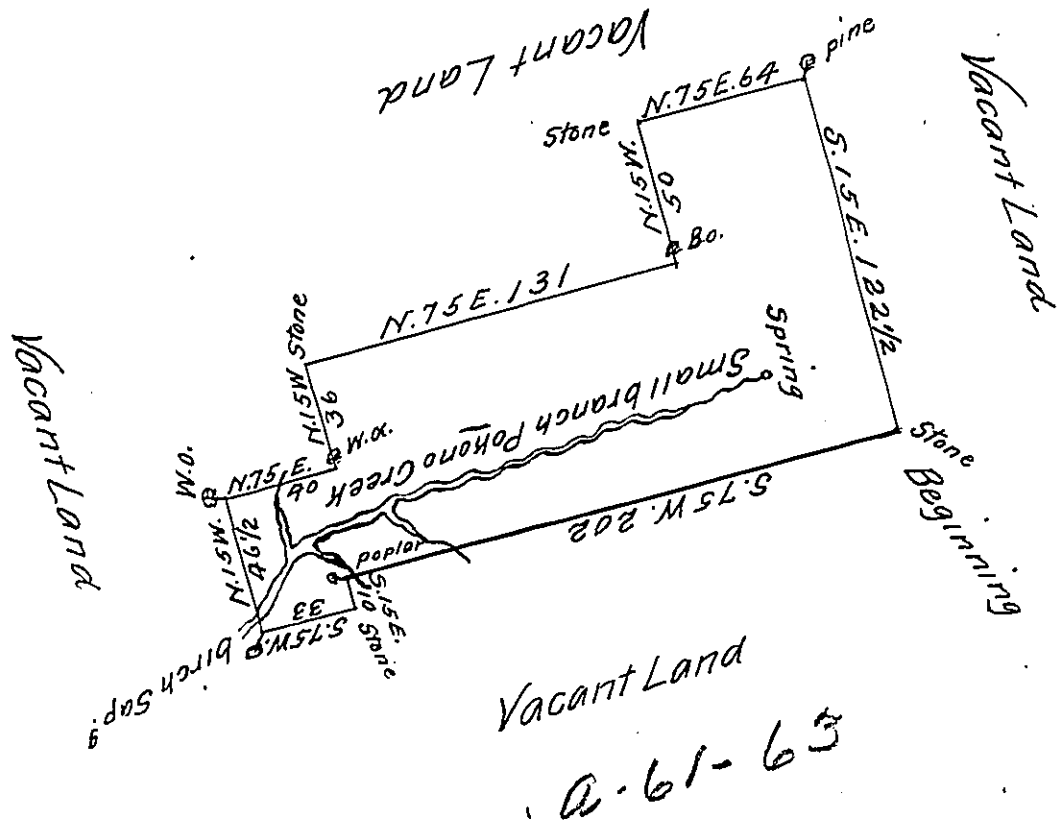 Vacant Land
pine
N.75E.64
Stone
N.15W.
50
Bo.
S.15E.122½
Vacant Land
N.75E.131
Stone
N.15W
36
W.o.
N.75E.
40
W.o.
N.15W.
46½
Vacant Land
Small branch Pokono Creek
Spring
S.75W.202
Stone
Beginning
poplar
S.15E.
10
Stone
S.75W.
33
birch Sap.g
Vacant Land
a-61-63